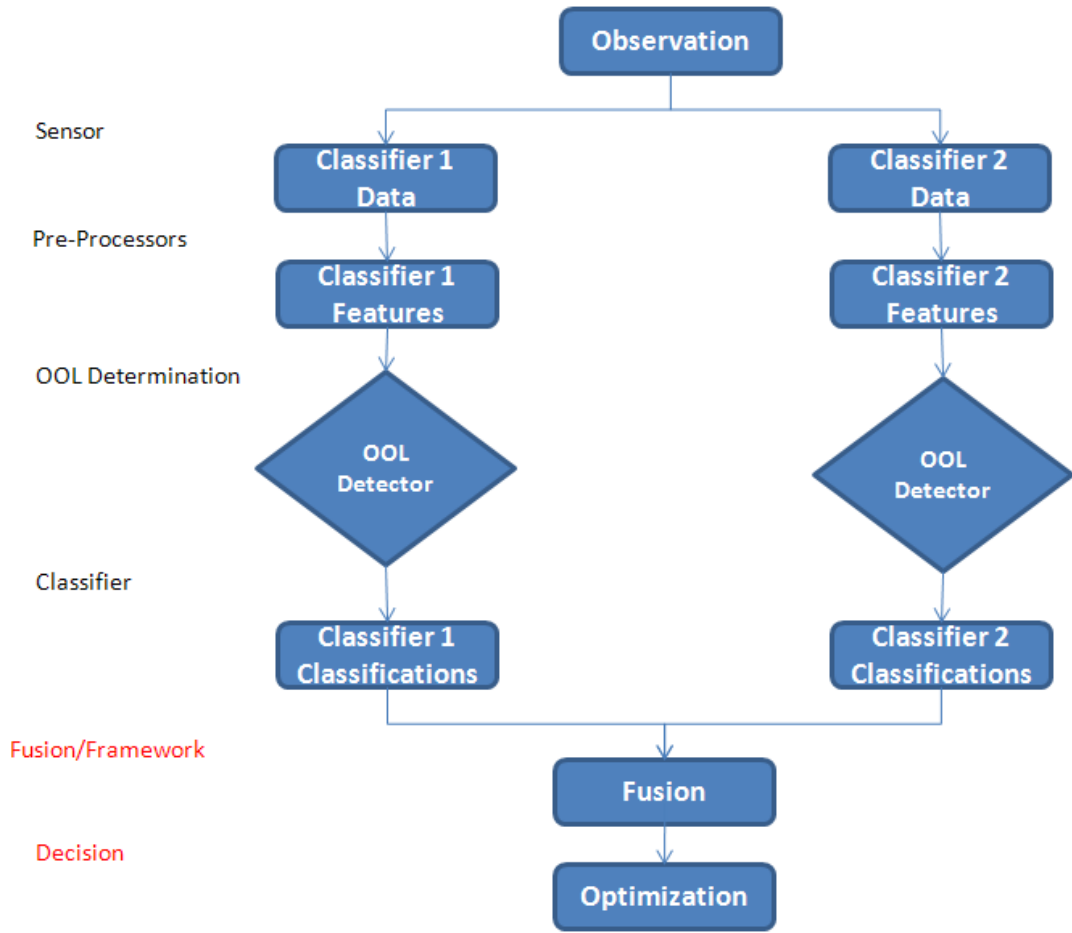 Observation
Sensor
Classifier 1
Data
Classifier 2
Data
Pre-Processors
Classifier 1
Features
Classifier 2
Features
OOL Determination
OOL
Detector
OOL
Detector
Classifier
Classifier 1
Classifications
Classifier 2
Classifications
Fusion/Framework
Fusion
Decision
Optimization